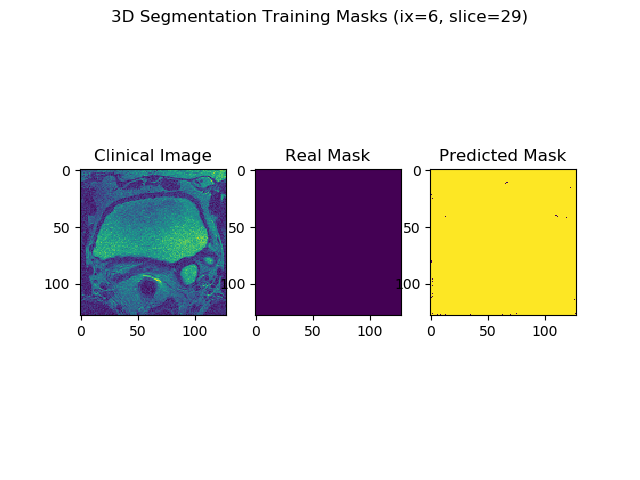 3D Segmentation Training Masks (ix=6, slice=29)
Clinical Image Real Mask Predicted Mask
0 0 0
50 50 50
100 100 100
0 50 100 0 50 100 0 50 100